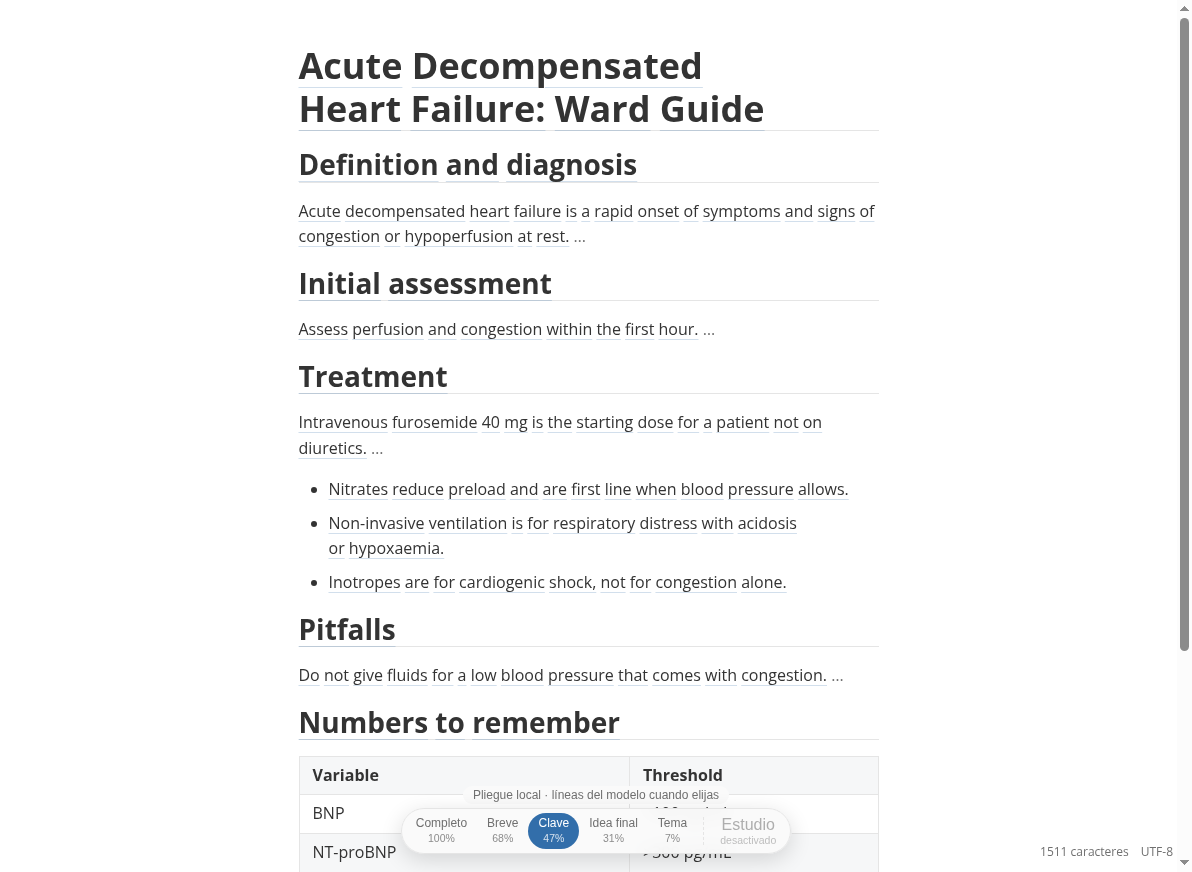 Acute Decompensated
Heart Failure: Ward Guide
Definition and diagnosis
Acute decompensated heart failure is a rapid onset of symptoms and signs of
congestion or hypoperfusion at rest. ...
Initial assessment
Assess perfusion and congestion within the first hour. ...
Treatment
Intravenous furosemide 40 mg is the starting dose for a patient not on
diuretics. ...
• Nitrates reduce preload and are first line when blood pressure allows.
• Non-invasive ventilation is for respiratory distress with acidosis
or hypoxaemia.
• Inotropes are for cardiogenic shock, not for congestion alone.
Pitfalls
Do not give fluids for a low blood pressure that comes with congestion. ...
Numbers to remember
Variable Threshold
Pliegue local · líneas del modelo cuando elijas
BNP
Completo Breve Clave Idea final Tema Estudio
100% 68% 47% 31% 7% desactivado
NT-proBNP
1511 caracteres UTF-8